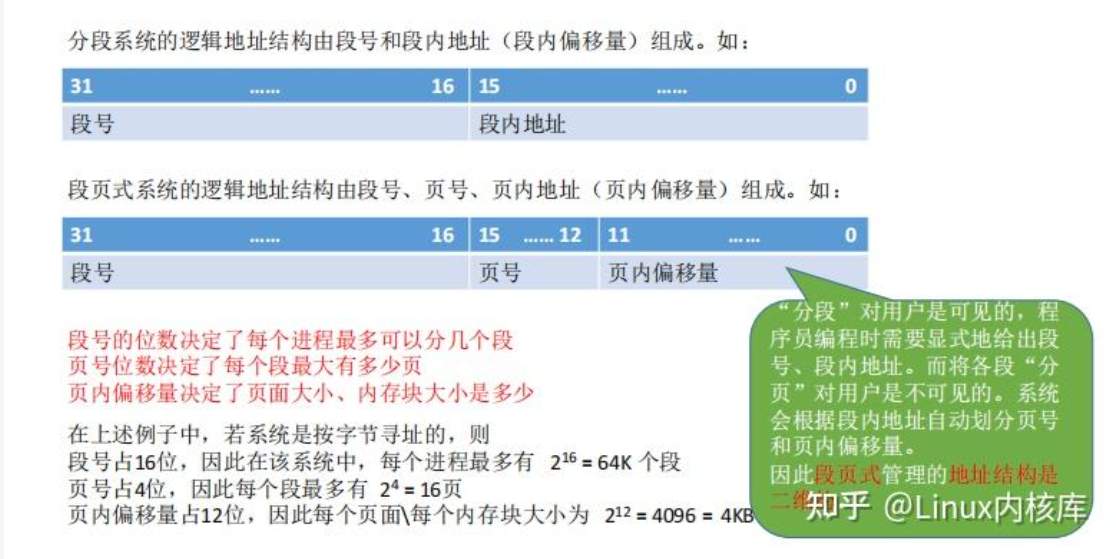 分段系统的逻辑地址结构由段号和段内地址（段内偏移量）组成。如：
31 …… 16 15 …… 0
段号 段内地址
段页式系统的逻辑地址结构由段号、页号、页内地址（页内偏移量）组成。如：
31 …… 16 15 …… 12 11 …… 0
段号 页号 页内偏移量
段号的位数决定了每个进程最多可以分几个段
页号位数决定了每个段最大有多少页
页内偏移量决定了页面大小、内存块大小是多少
在上述例子中，若系统是按字节寻址的，则
段号占16位，因此在该系统中，每个进程最多有 2¹⁶ = 64K 个段
页号占4位，因此每个段最多有 2⁴ = 16页
页内偏移量占12位，因此每个页面\每个内存块大小为 2¹² = 4096 = 4KB
“分段”对用户是可见的，程
序员编程时需要显式地给出段
号、段内地址。而将各段“分
页”对用户是不可见的。系统
会根据段内地址自动划分页号
和页内偏移量。
因此段页式管理的地址结构是
二维
知乎 @Linux内核库